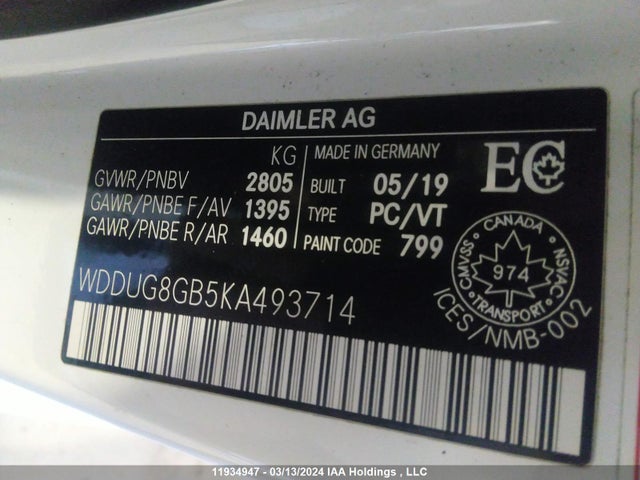 DAIMLER AG
KG
MADE IN GERMANY
EC
GVWR/PNBV 2805
BUILT 05/19
GAWR/PNBE F/AV 1395
TYPE PC/VT
GAWR/PNBE R/AR 1460
PAINT CODE 799
CANADA
CMVSS 974 NSVAC
TRANSPORT
WDDUG8GB5KA493714
ICES/NMB-002
11934947 - 03/13/2024 IAA Holdings , LLC